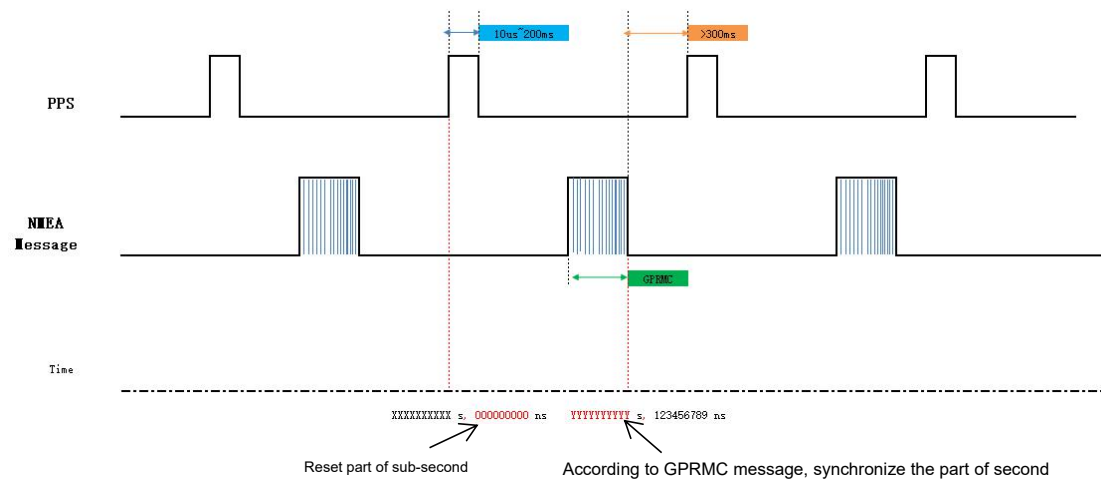 10us~200ms
>300ms
PPS
NMEA
Message
GPRMC
Time
XXXXXXXXXX s, 000000000 ns
YYYYYYYYYY s, 123456789 ns
Reset part of sub-second
According to GPRMC message, synchronize the part of second